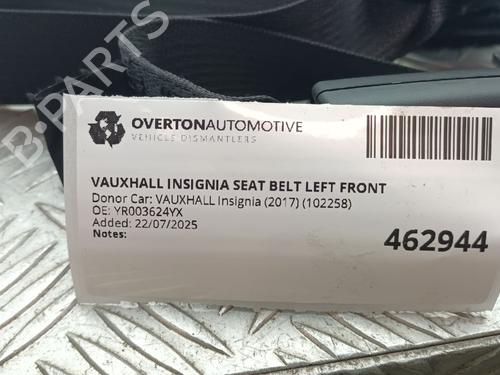 B-PARTS
OVERTONAUTOMOTIVE
VEHICLE DISMANTLERS
VAUXHALL INSIGNIA SEAT BELT LEFT FRONT
Donor Car: VAUXHALL Insignia (2017) (102258)
OE: YR003624YX
Added: 22/07/2025
Notes:
462944